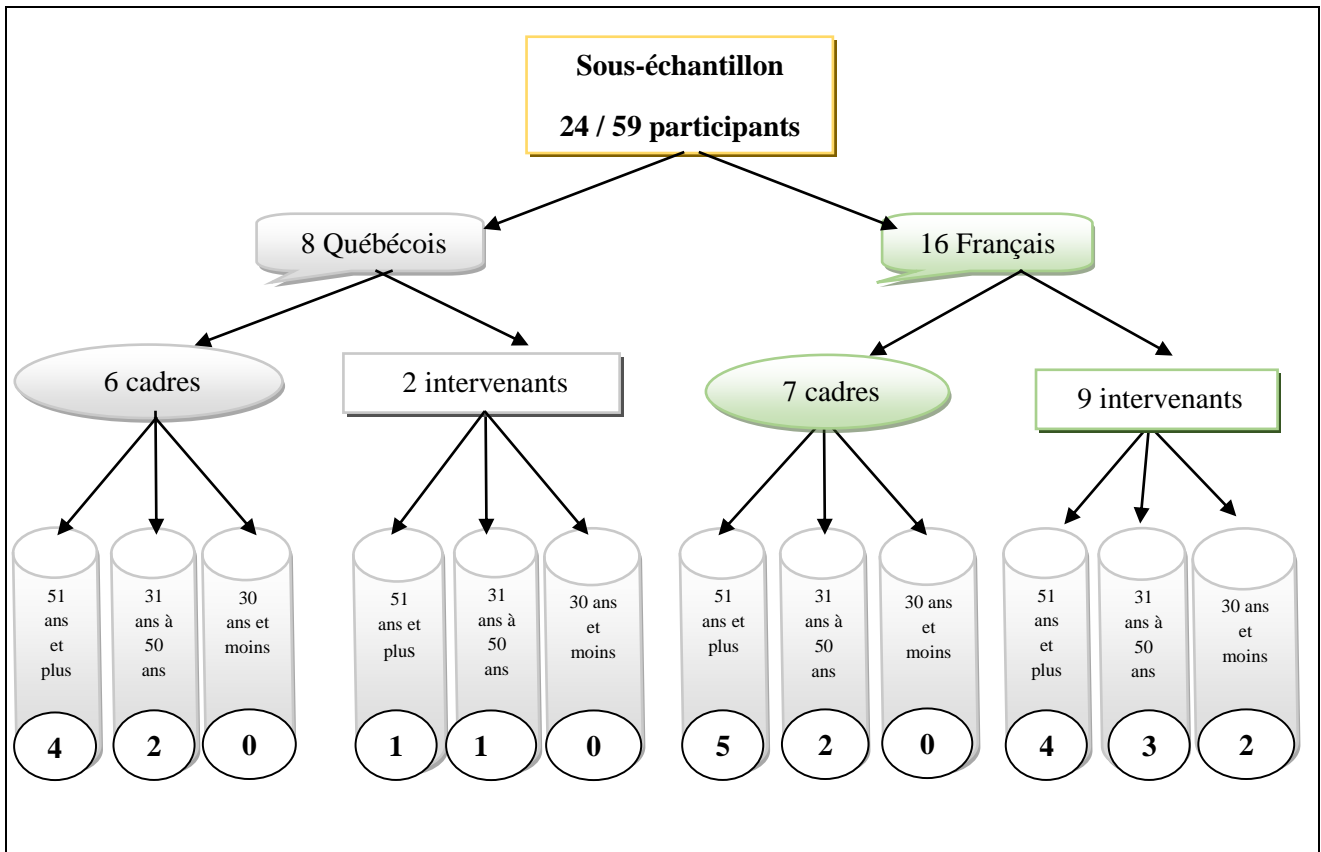 Sous-échantillon
24 / 59 participants
8 Québécois
16 Français
6 cadres
2 intervenants
7 cadres
9 intervenants
51
ans
et
plus
31
ans à
50
ans
30
ans et
moins
51
ans et
plus
31
ans à
50
ans
30 ans
et
moins
51
ans et
plus
31
ans à
50
ans
30 ans
et
moins
51
ans
et
plus
31
ans à
50
ans
30 ans
et
moins
4
2
0
1
1
0
5
2
0
4
3
2